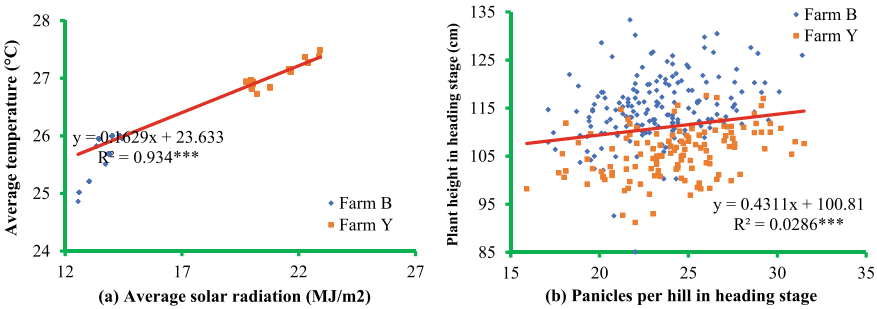 28
27
26
25
24
Average temperature (°C)
y = 0.1629x + 23.633
R² = 0.934***
Farm B
Farm Y
12
17
22
27
(a) Average solar radiation (MJ/m2)
135
125
115
105
95
85
Plant height in heading stage (cm)
Farm B
Farm Y
y = 0.4311x + 100.81
R² = 0.0286***
15
20
25
30
35
(b) Panicles per hill in heading stage